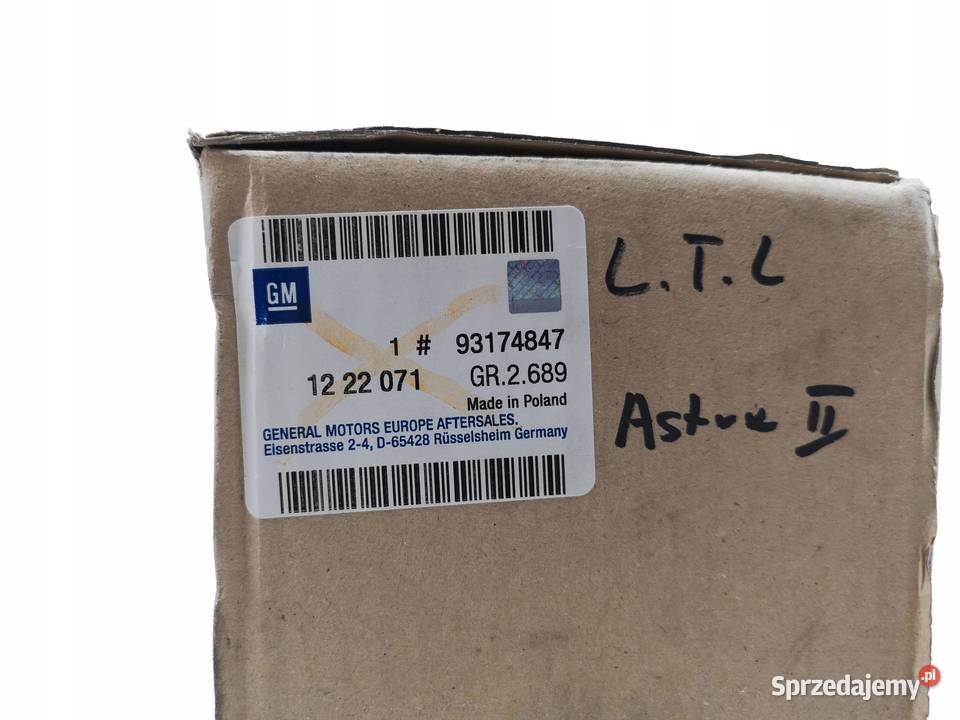 GM
1 # 93174847
12 22 071 GR.2.689
Made in Poland
GENERAL MOTORS EUROPE AFTERSALES.
Eisenstrasse 2-4, D-65428 Rüsselsheim Germany
L.T.L
Astra II
Sprzedajemy.pl